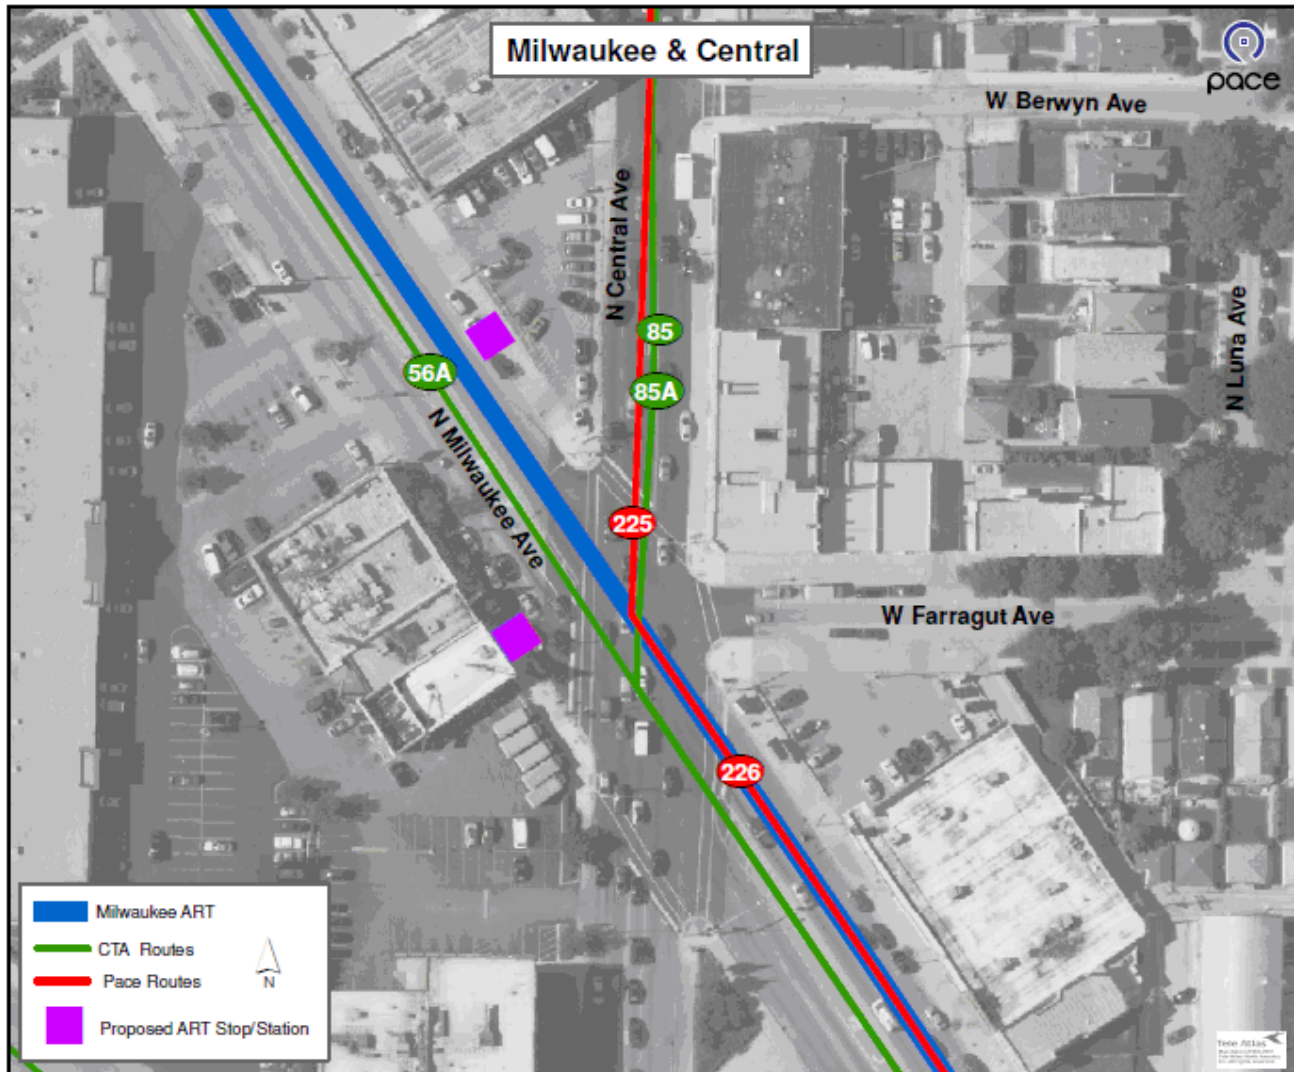 Milwaukee & Central
pace
W Berwyn Ave
N Central Ave
N Luna Ave
85
56A
85A
N Milwaukee Ave
225
W Farragut Ave
226
Milwaukee ART
CTA Routes
Pace Routes
N
Proposed ART Stop/Station
Tele Atlas